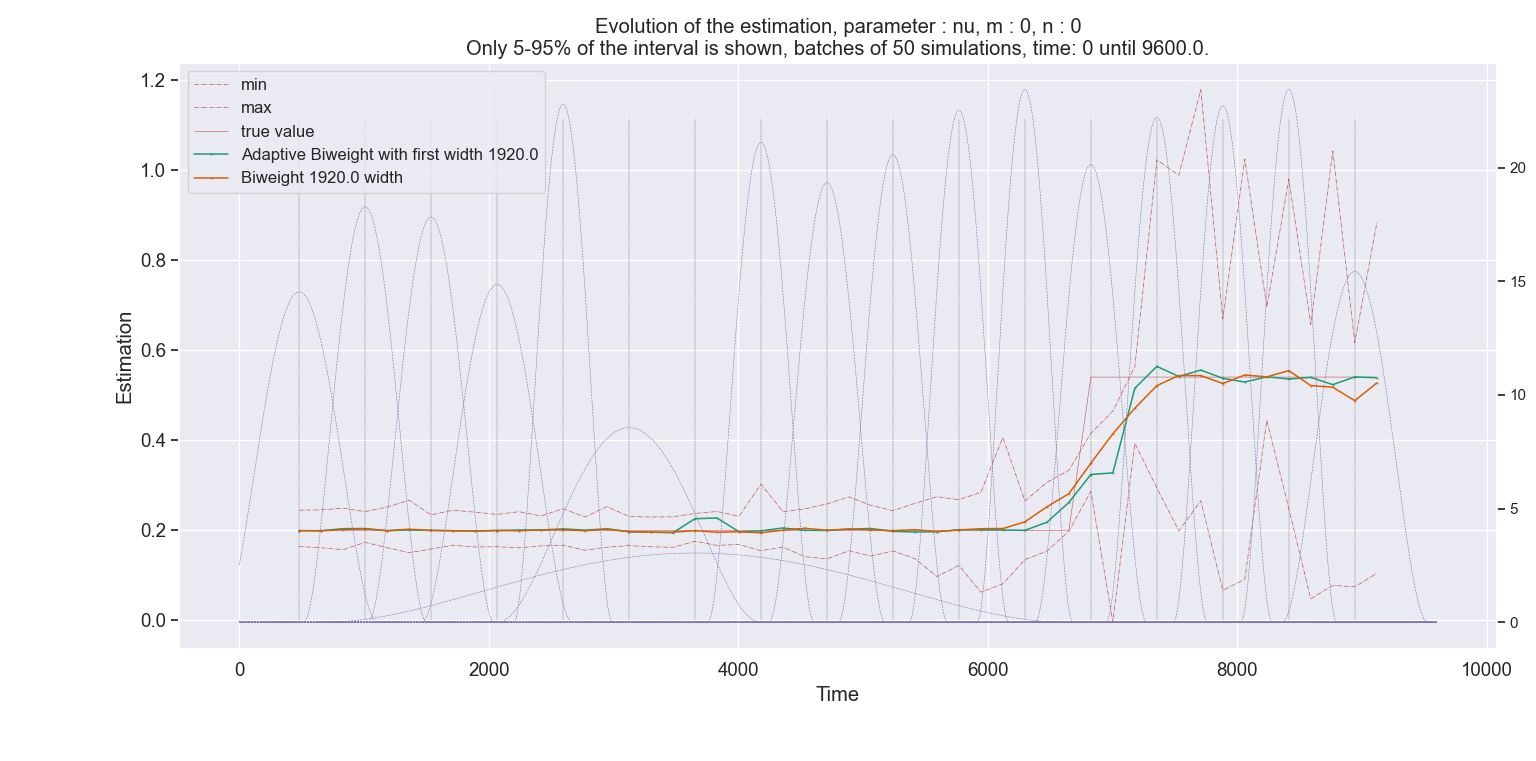 Evolution of the estimation, parameter : nu, m : 0, n : 0
Only 5-95% of the interval is shown, batches of 50 simulations, time: 0 until 9600.0.
min
max
true value
Adaptive Biweight with first width 1920.0
Biweight 1920.0 width
Estimation
1.2
1.0
0.8
0.6
0.4
0.2
0.0
20
15
10
5
0
0
2000
4000
6000
8000
10000
Time